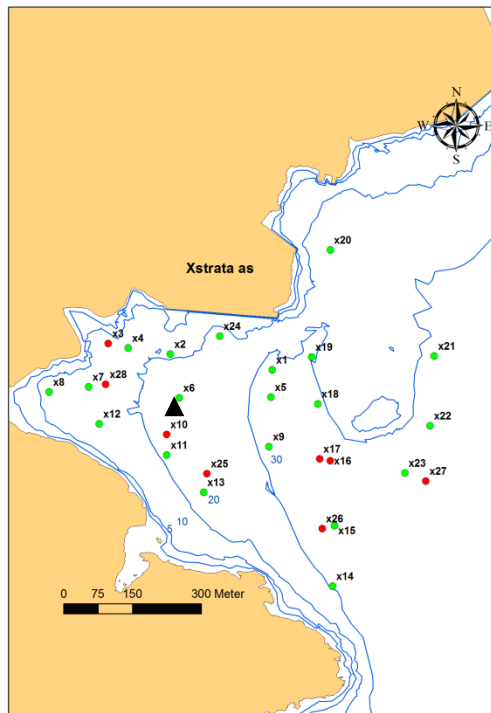 N
W E
S
x20
Xstrata as
x24
x3
x4
x2
x19
x21
x1
x8
x7
x28
x6
x5
x18
x12
x10
x22
x11
x9
30
x17
x16
x25
x23
x27
x13
20
5 10
x26
x15
x14
0 75 150 300 Meter